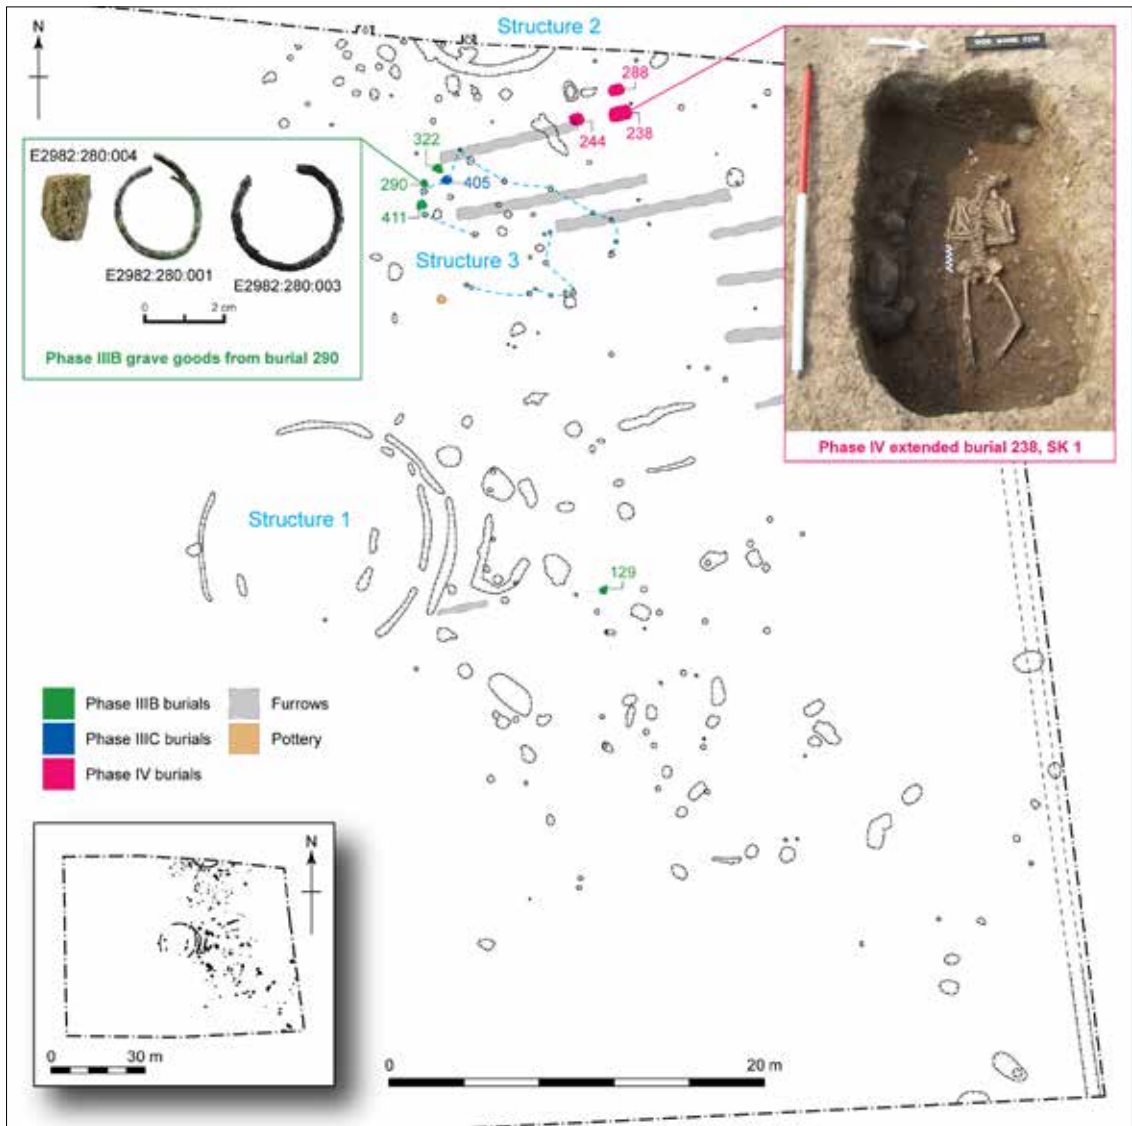 N
Structure 2
288
238
244
322
290
405
411
E2982:280:004
E2982:280:001
E2982:280:003
0 2 cm
Phase IIIB grave goods from burial 290
Structure 3
Phase IV extended burial 238, SK 1
Structure 1
129
Phase IIIB burials
Furrows
Phase IIIC burials
Pottery
Phase IV burials
N
0 30 m
0 20 m